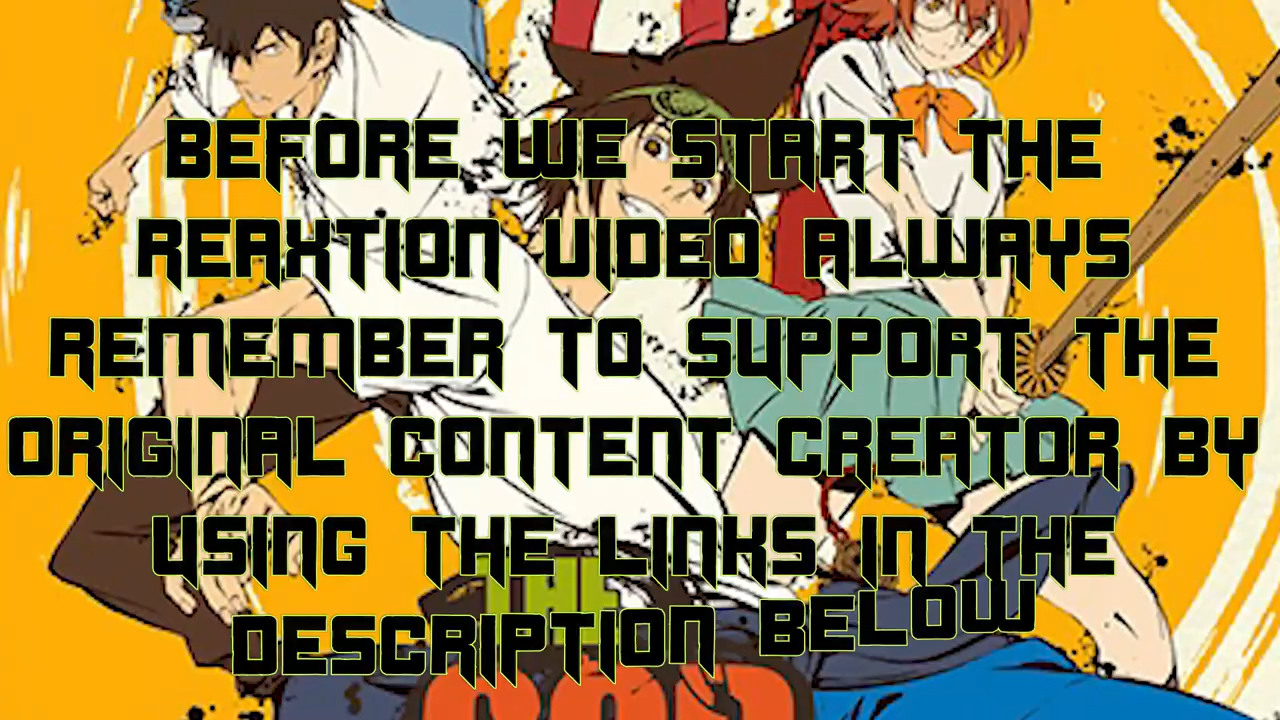 BEFORE WE START THE
REAXTION VIDEO ALWAYS
REMEMBER TO SUPPORT THE
ORIGINAL CONTENT CREATOR BY
USING THE LINKS IN THE
DESCRIPTION BELOW
THE